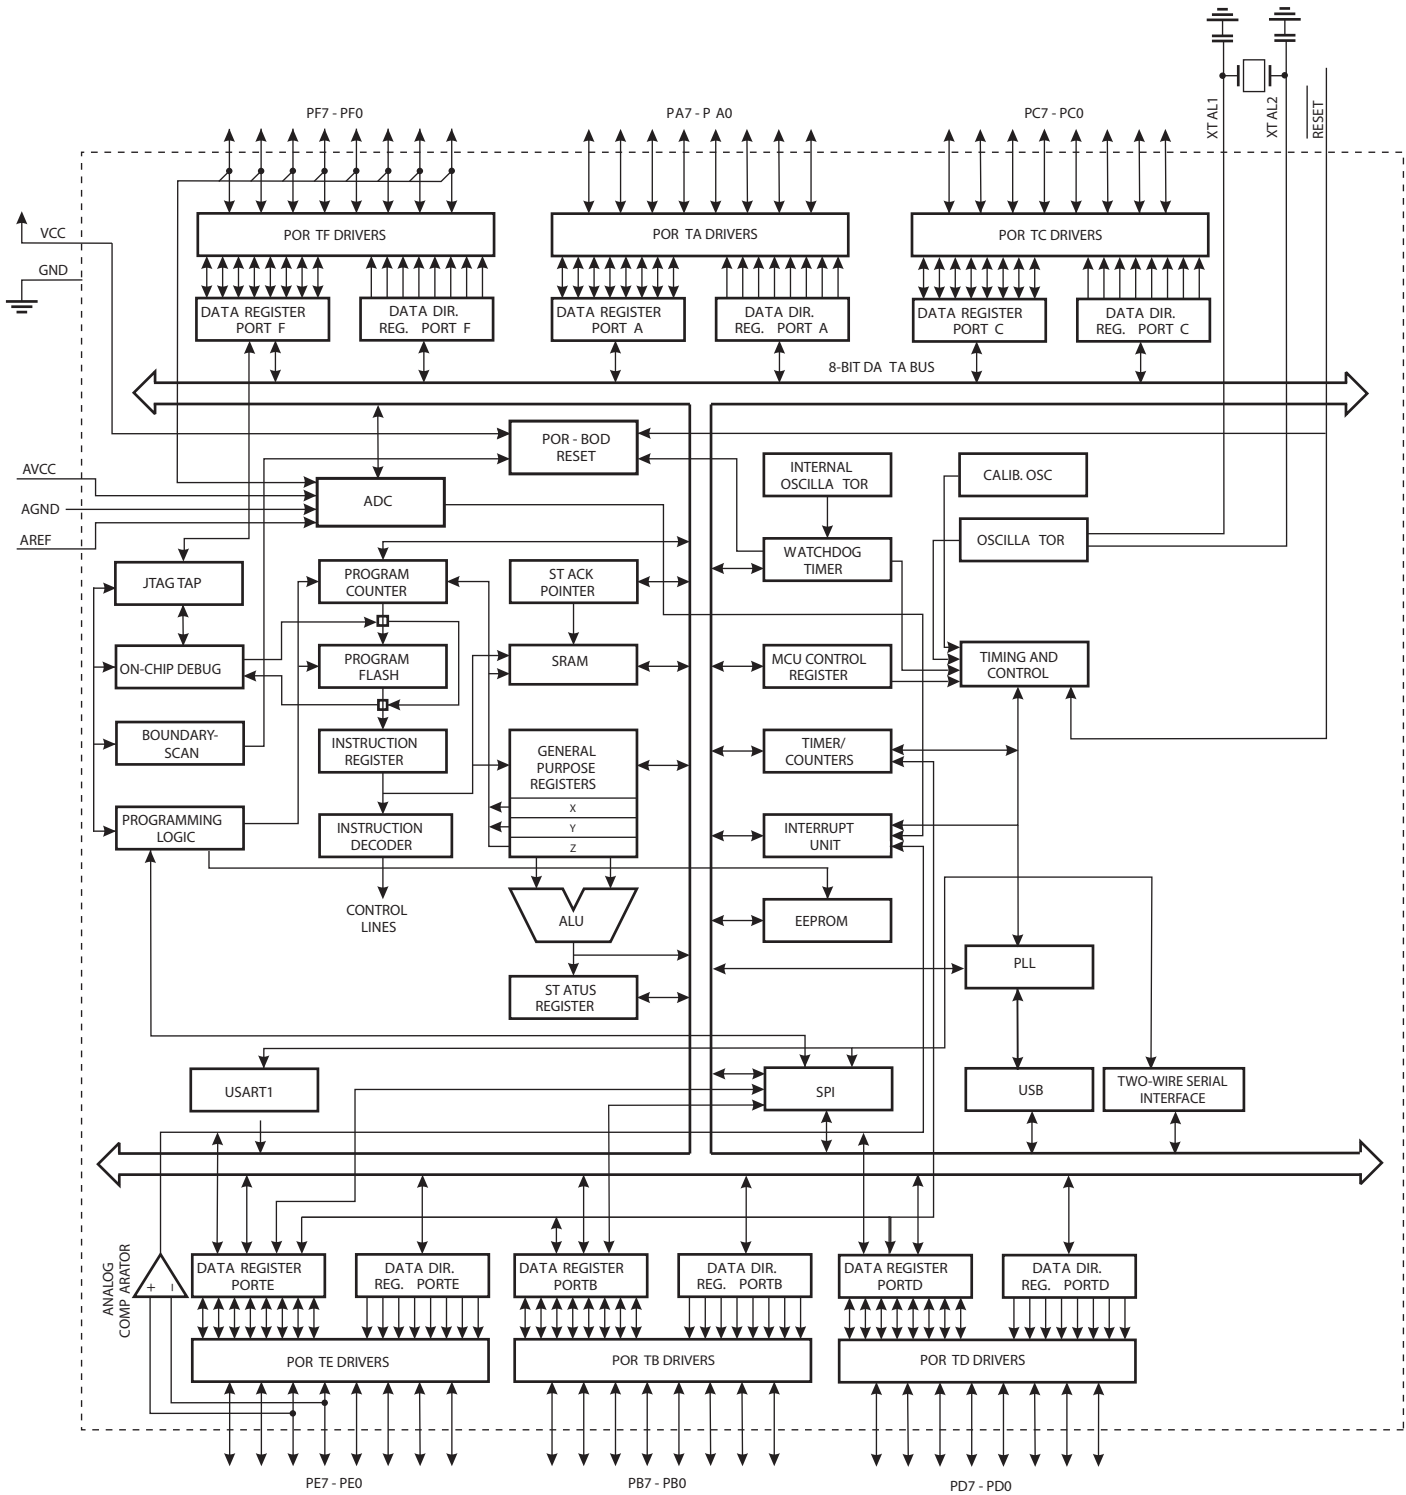 XT AL1
XT AL2
RESET
PF7 - PF0
PA7 - P A0
PC7 - PC0
VCC
GND
POR TF DRIVERS
POR TA DRIVERS
POR TC DRIVERS
DATA REGISTER
PORT F
DATA DIR.
REG. PORT F
DATA REGISTER
PORT A
DATA DIR.
REG. PORT A
DATA REGISTER
PORT C
DATA DIR.
REG. PORT C
8-BIT DA TA BUS
POR - BOD
RESET
INTERNAL
OSCILLA TOR
CALIB. OSC
AVCC
AGND
AREF
ADC
OSCILLA TOR
WATCHDOG
TIMER
JTAG TAP
PROGRAM
COUNTER
ST ACK
POINTER
ON-CHIP DEBUG
PROGRAM
FLASH
SRAM
MCU CONTROL
REGISTER
TIMING AND
CONTROL
BOUNDARY-
SCAN
INSTRUCTION
REGISTER
GENERAL
PURPOSE
REGISTERS
X
Y
Z
TIMER/
COUNTERS
PROGRAMMING
LOGIC
INSTRUCTION
DECODER
INTERRUPT
UNIT
CONTROL
LINES
ALU
EEPROM
PLL
ST ATUS
REGISTER
USART1
SPI
USB
TWO-WIRE SERIAL
INTERFACE
ANALOG
COMP ARATOR
+
–
DATA REGISTER
PORTE
DATA DIR.
REG. PORTE
DATA REGISTER
PORTB
DATA DIR.
REG. PORTB
DATA REGISTER
PORTD
DATA DIR.
REG. PORTD
POR TE DRIVERS
POR TB DRIVERS
POR TD DRIVERS
PE7 - PE0
PB7 - PB0
PD7 - PD0